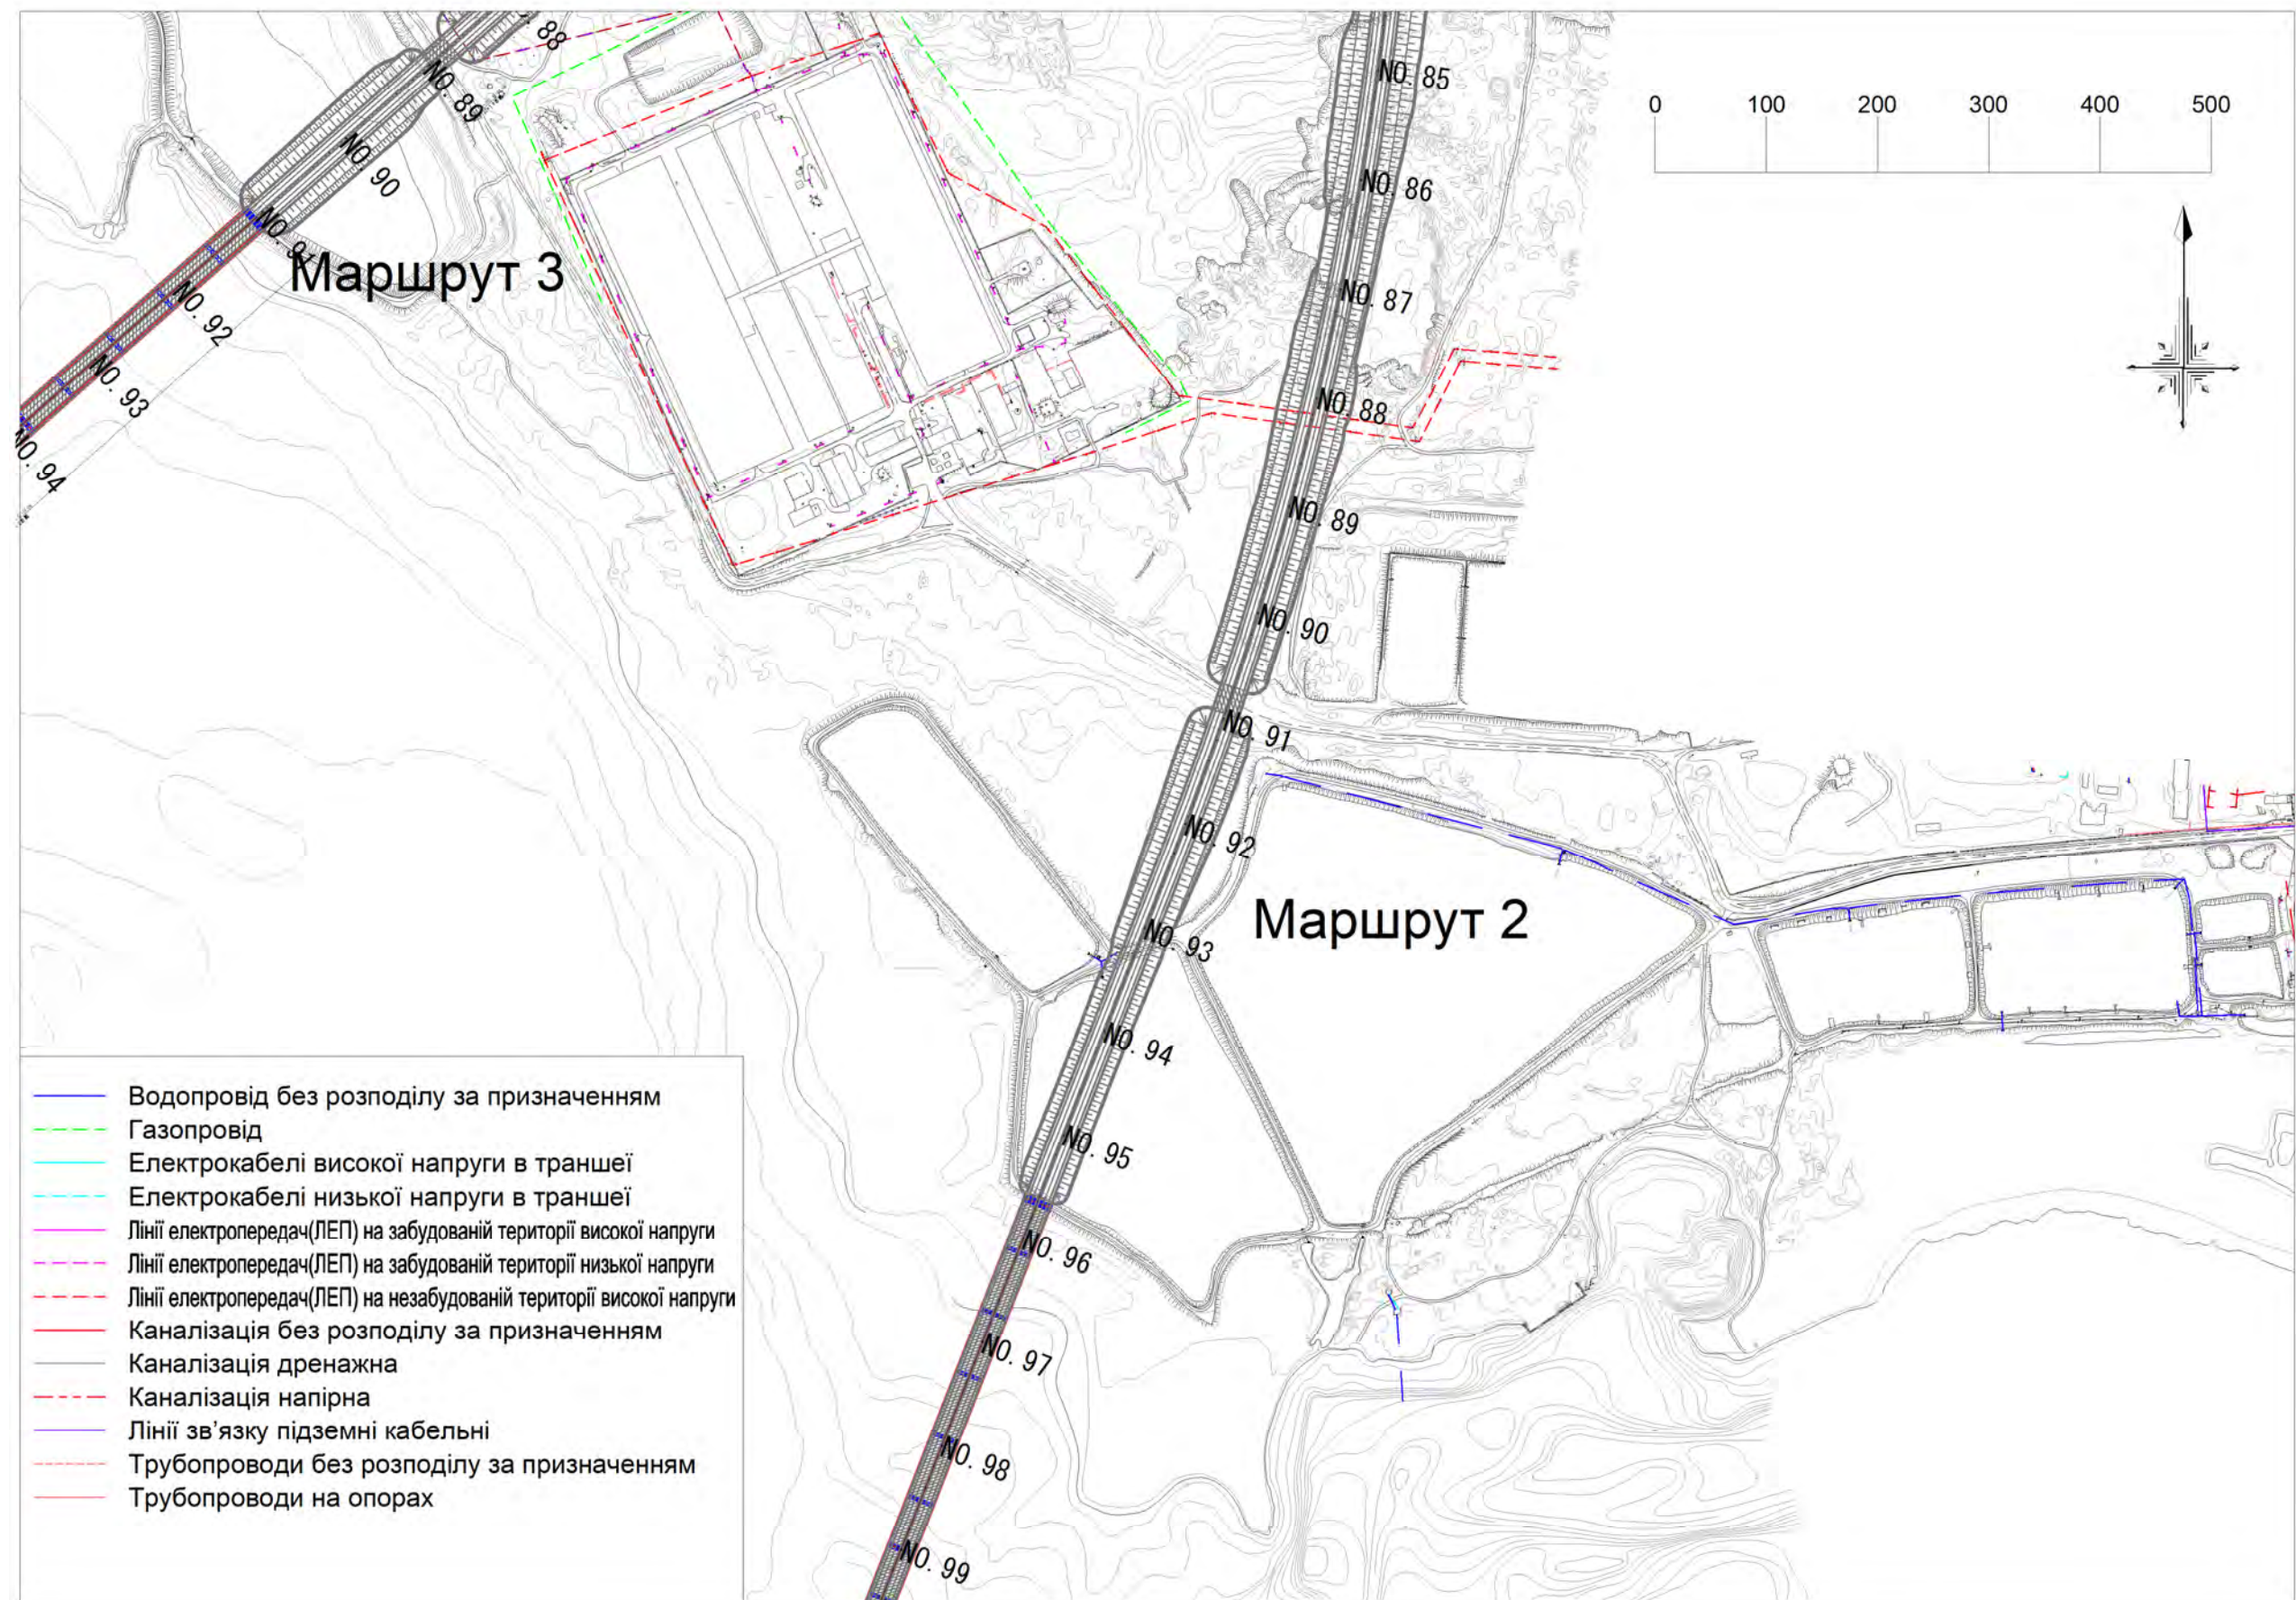 NO. 88
NO. 89
NO. 90
NO. 91
NO. 92
NO. 93
NO. 94
Маршрут 3
NO. 85
NO. 86
NO. 87
NO. 88
NO. 89
NO. 90
NO. 91
NO. 92
NO. 93
NO. 94
NO. 95
NO. 96
NO. 97
NO. 98
NO. 99
Маршрут 2
0 100 200 300 400 500
Водопровід без розподілу за призначенням
Газопровід
Електрокабелі високої напруги в траншеї
Електрокабелі низької напруги в траншеї
Лінії електропередач(ЛЕП) на забудованій території високої напруги
Лінії електропередач(ЛЕП) на забудованій території низької напруги
Лінії електропередач(ЛЕП) на незабудованій території високої напруги
Каналізація без розподілу за призначенням
Каналізація дренажна
Каналізація напірна
Лінії зв’язку підземні кабельні
Трубопроводи без розподілу за призначенням
Трубопроводи на опорах